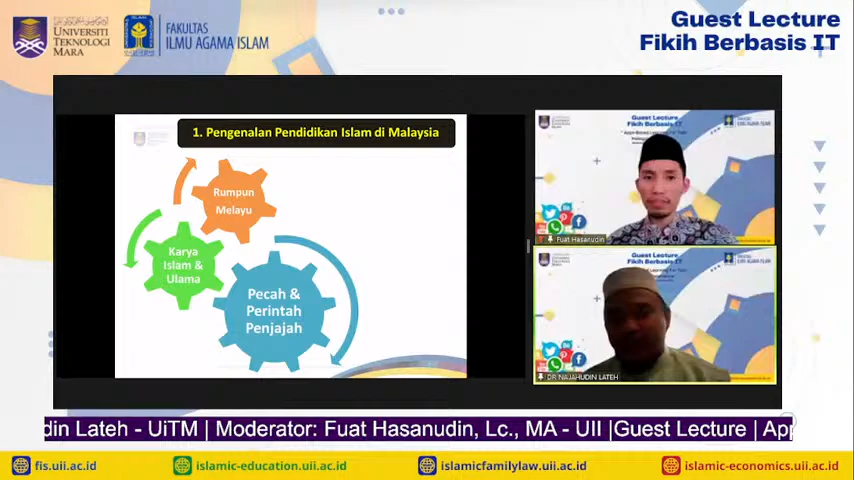 UNIVERSITI
TEKNOLOGI
MARA
FAKULTAS
ILMU AGAMA ISLAM
Guest Lecture
Fikih Berbasis IT
1. Pengenalan Pendidikan Islam di Malaysia
Rumpun
Melayu
Karya
Islam &
Ulama
Pecah &
Perintah
Penjajah
Guest Lecture
Fikih Berbasis IT
Fuat Hasanudin
Guest Lecture
Fikih Berbasis IT
DR NAJAHUDIN LATEH
din Lateh - UiTM | Moderator: Fuat Hasanudin, Lc., MA - UII |Guest Lecture | App
fis.uii.ac.id
islamic-education.uii.ac.id
islamicfamilylaw.uii.ac.id
islamic-economics.uii.ac.id